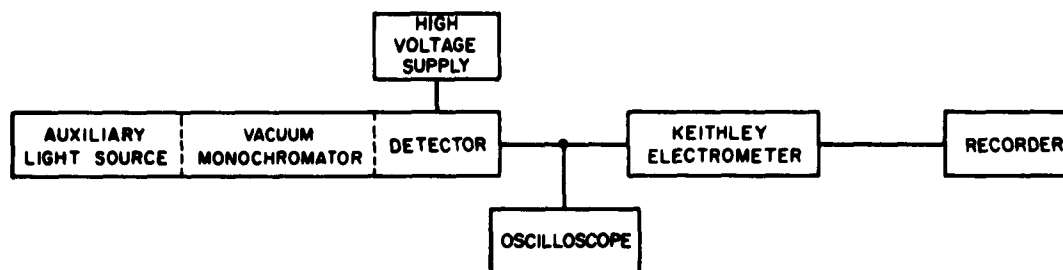 HIGH
VOLTAGE
SUPPLY
AUXILIARY
LIGHT SOURCE
VACUUM
MONOCHROMATOR
DETECTOR
KEITHLEY
ELECTROMETER
RECORDER
OSCILLOSCOPE